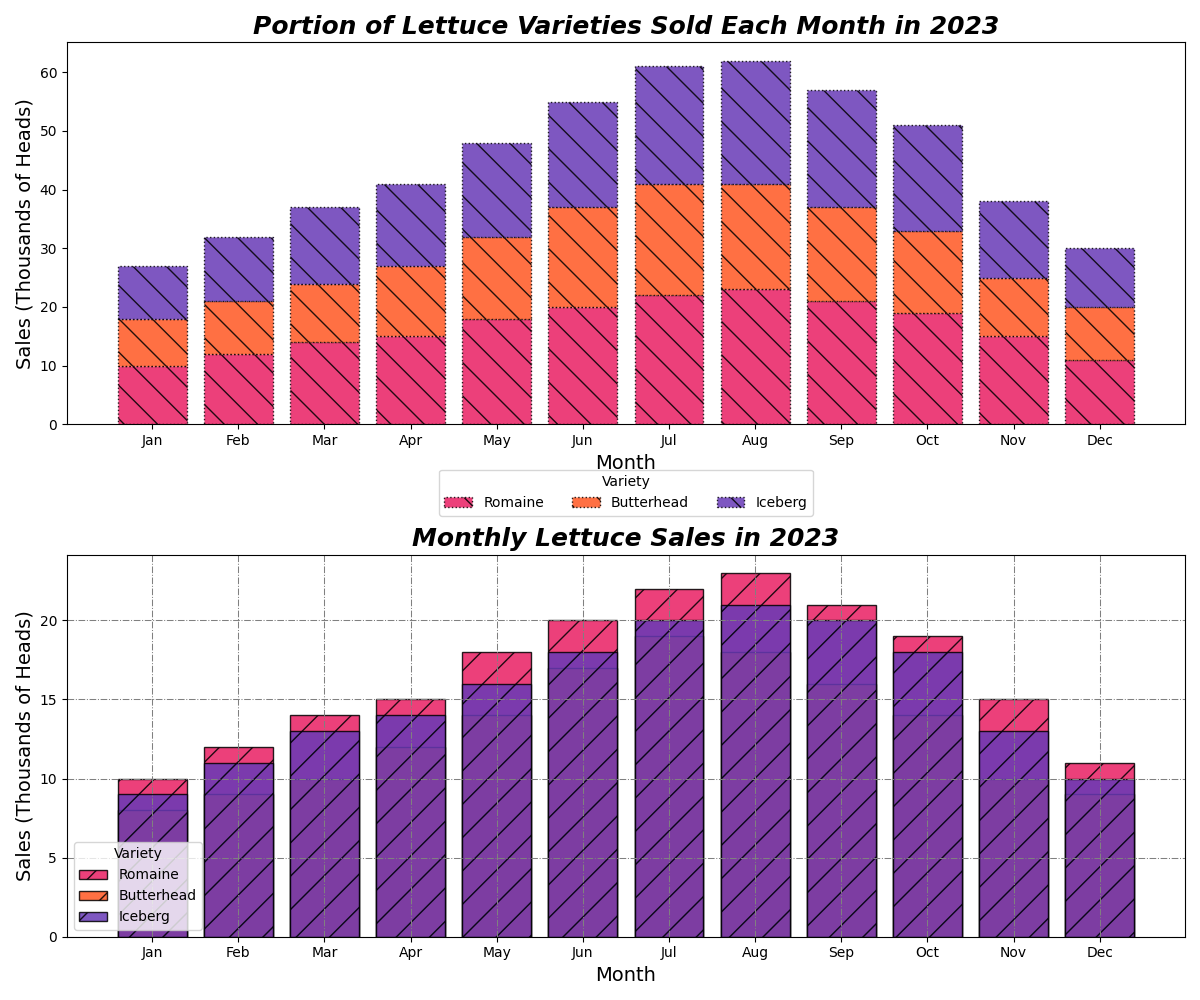 Portion of Lettuce Varieties Sold Each Month in 2023
Sales (Thousands of Heads)
60
50
40
30
20
10
0
Jan Feb Mar Apr May Jun Jul Aug Sep Oct Nov Dec
Month
Variety
Romaine Butterhead Iceberg
Monthly Lettuce Sales in 2023
Sales (Thousands of Heads)
20
15
10
5
0
Variety
Romaine
Butterhead
Iceberg
Jan Feb Mar Apr May Jun Jul Aug Sep Oct Nov Dec
Month